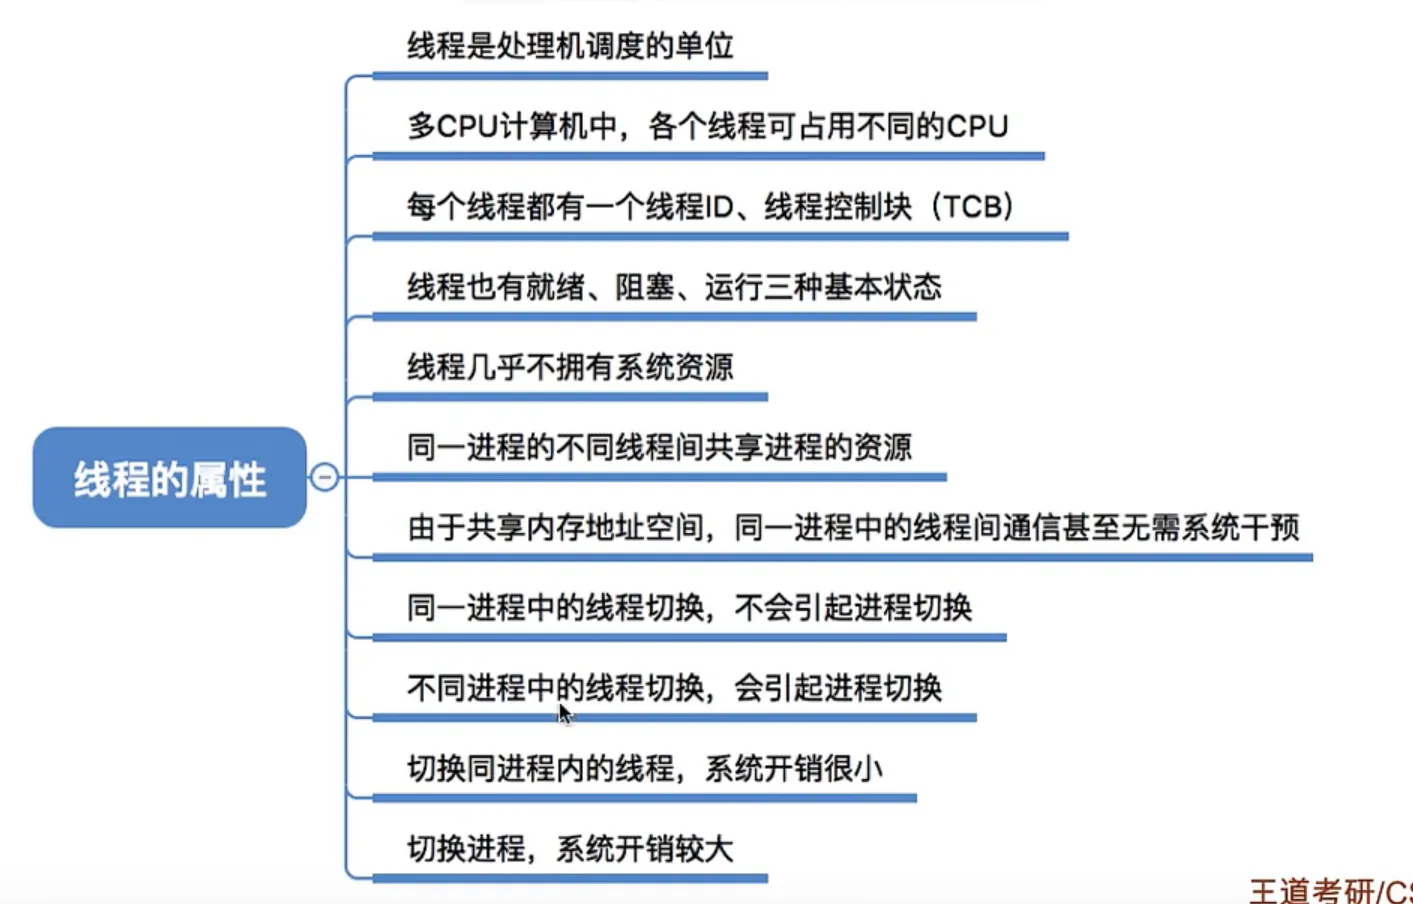 线程是处理机调度的单位
多CPU计算机中，各个线程可占用不同的CPU
每个线程都有一个线程ID、线程控制块（TCB）
线程也有就绪、阻塞、运行三种基本状态
线程几乎不拥有系统资源
线程的属性
同一进程的不同线程间共享进程的资源
由于共享内存地址空间，同一进程中的线程间通信甚至无需系统干预
同一进程中的线程切换，不会引起进程切换
不同进程中的线程切换，会引起进程切换
切换同进程内的线程，系统开销很小
切换进程，系统开销较大
王道考研/CS